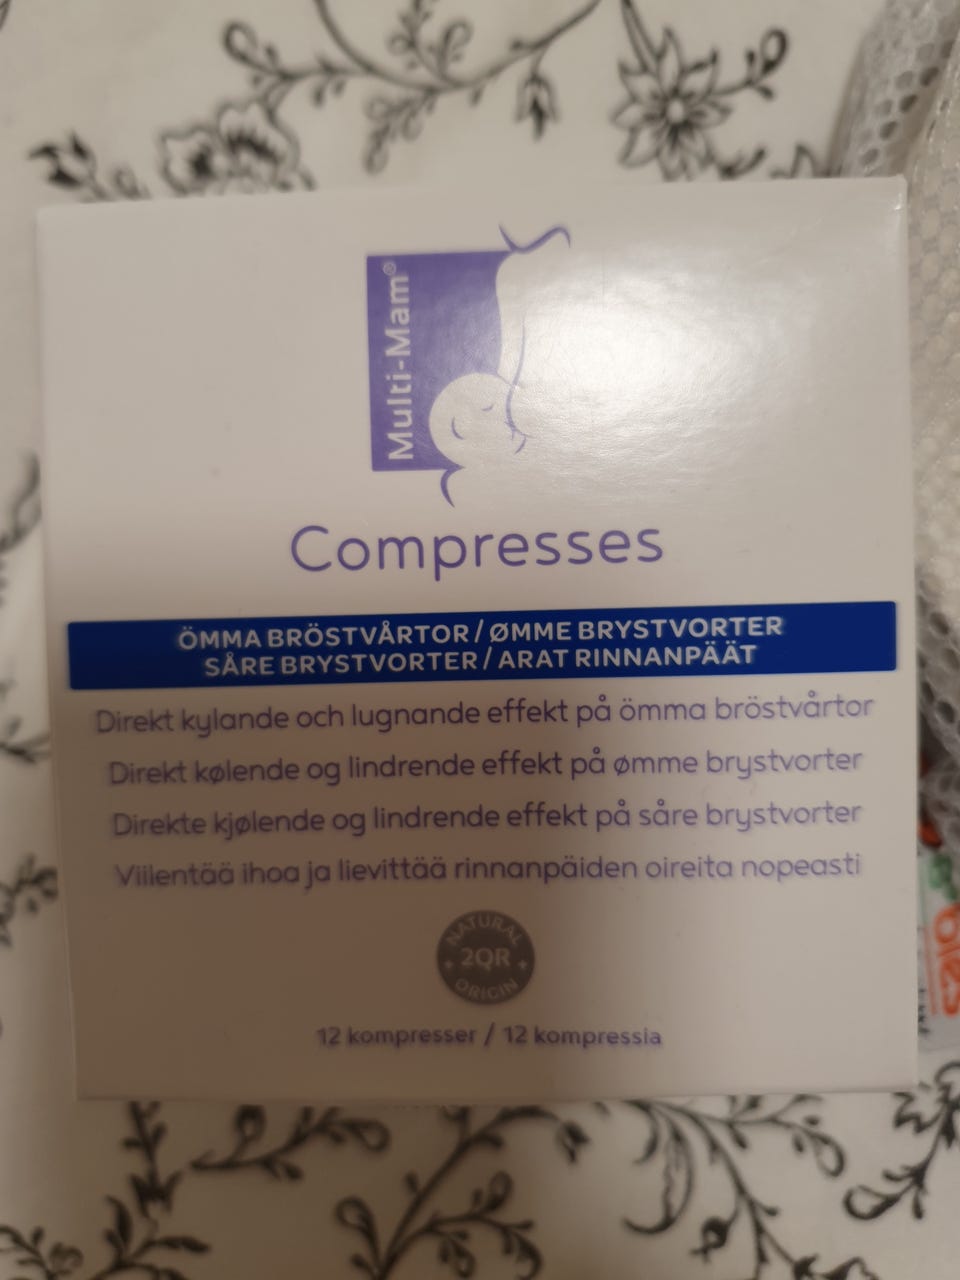 Multi-Mam®
Compresses
ÖMMA BRÖSTVÅRTOR / ØMME BRYSTVORTER
SÅRE BRYSTVORTER / ARAT RINNANPÄÄT
Direkt kylande och lugnande effekt på ömma bröstvårtor
Direkt kølende og lindrende effekt på ømme brystvorter
Direkte kjølende og lindrende effekt på såre brystvorter
Viilentää ihoa ja lievittää rinnanpäiden oireita nopeasti
NATURAL
+ 2QR +
ORIGIN
12 kompresser / 12 kompressia